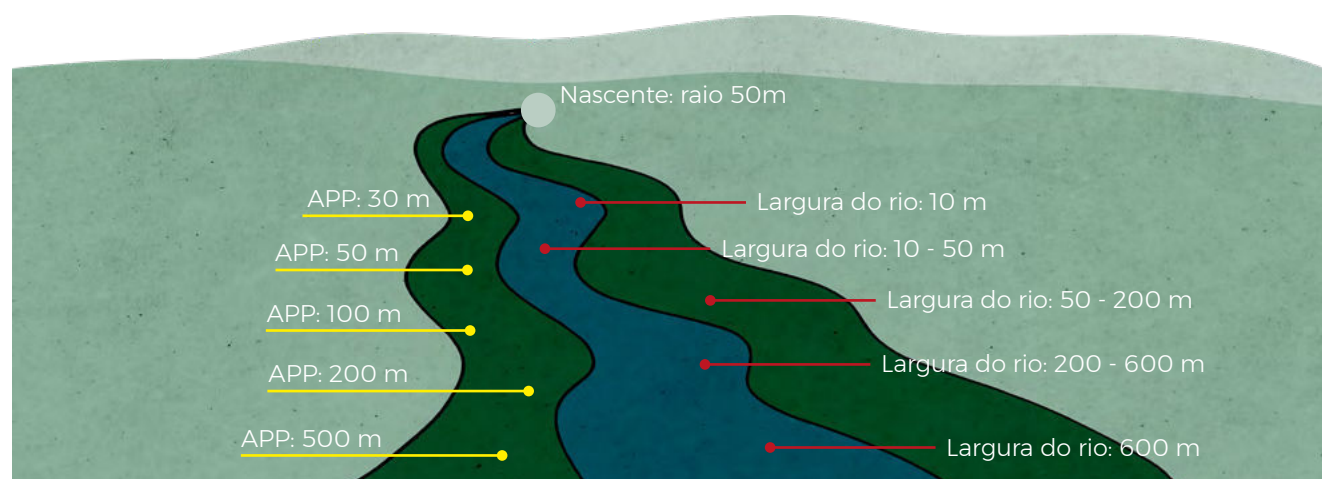 Nascente: raio 50m
APP: 30 m
Largura do rio: 10 m
APP: 50 m
Largura do rio: 10 - 50 m
APP: 100 m
Largura do rio: 50 - 200 m
APP: 200 m
Largura do rio: 200 - 600 m
APP: 500 m
Largura do rio: 600 m